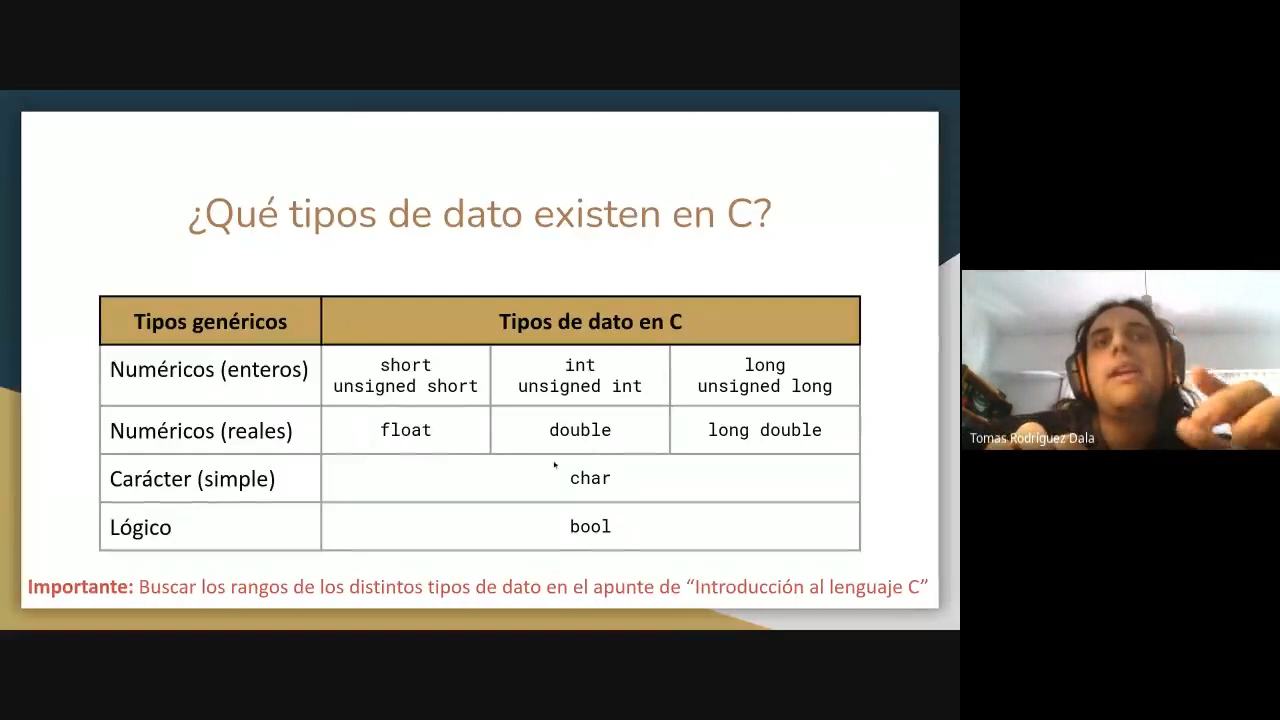 ¿Qué tipos de dato existen en C?
Tipos genéricos
Tipos de dato en C
Numéricos (enteros)
short
unsigned short
int
unsigned int
long
unsigned long
Numéricos (reales)
float
double
long double
Carácter (simple)
char
Lógico
bool
Importante: Buscar los rangos de los distintos tipos de dato en el apunte de “Introducción al lenguaje C”
Tomas Rodriguez Dala